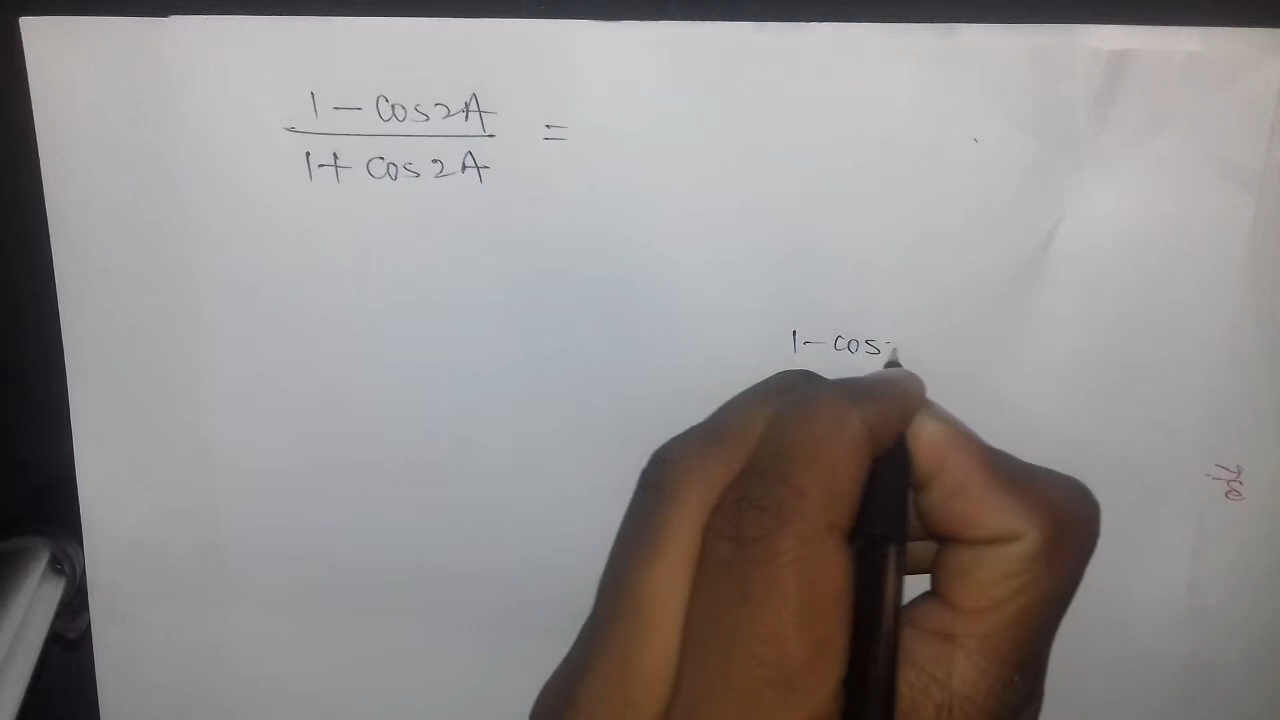 1 - cos2A
1 + cos2A =
1 - cos